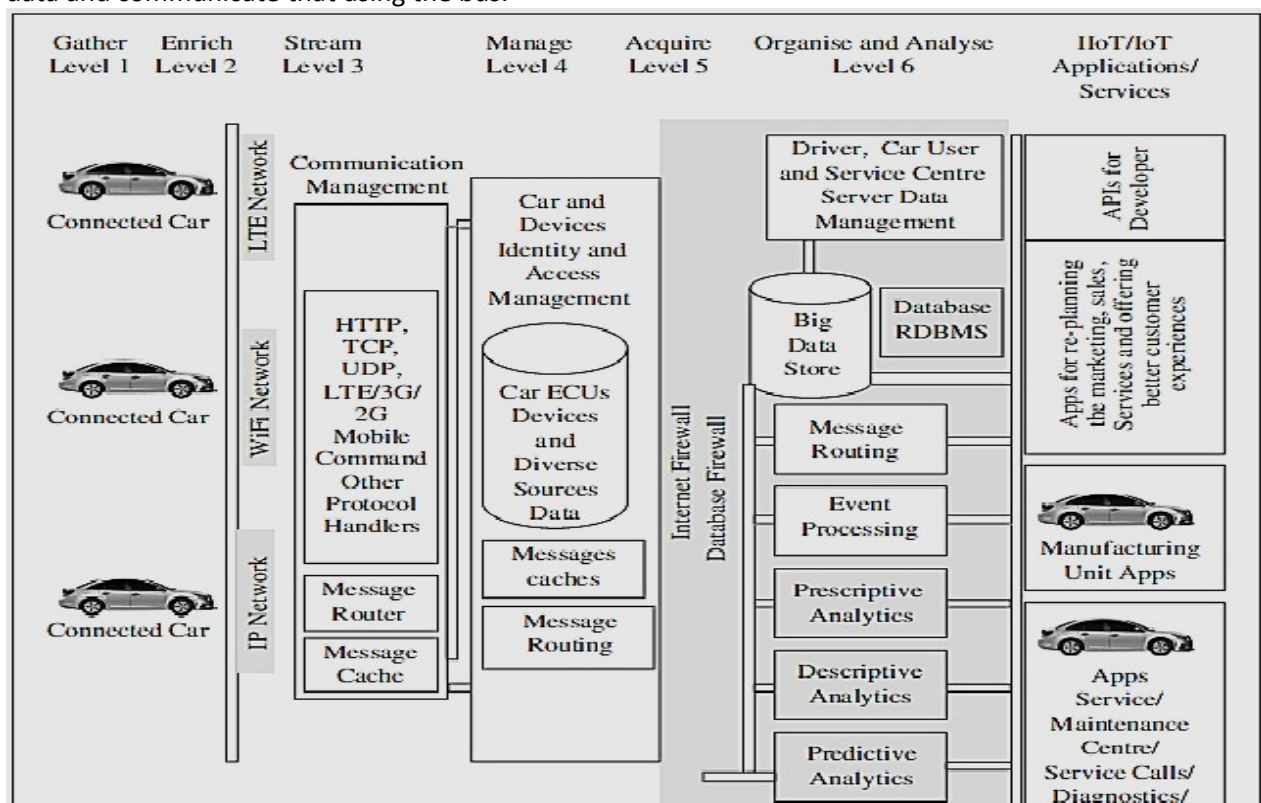 data and communicate that using the bus.
Gather Level 1
Enrich Level 2
Stream Level 3
Manage Level 4
Acquire Level 5
Organise and Analyse Level 6
IIoT/IoT
Applications/
Services
Connected Car
LTE Network
Connected Car
WiFi Network
Connected Car
IP Network
Communication
Management
HTTP,
TCP,
UDP,
LTE/3G/
2G
Mobile
Command
Other
Protocol
Handlers
Message
Router
Message
Cache
Car and
Devices
Identity and
Access
Management
Car ECUs
Devices
and
Diverse
Sources
Data
Messages
caches
Message
Routing
Internet Firewall
Database Firewall
Driver, Car User
and Service Centre
Server Data
Management
Big
Data
Store
Database
RDBMS
Message
Routing
Event
Processing
Prescriptive
Analytics
Descriptive
Analytics
Predictive
Analytics
APIs for
Developer
Apps for re-planning
the marketing, sales,
Services and offering
better customer
experiences
Manufacturing
Unit Apps
Apps
Service/
Maintenance
Centre/
Service Calls/
Diagnostics/